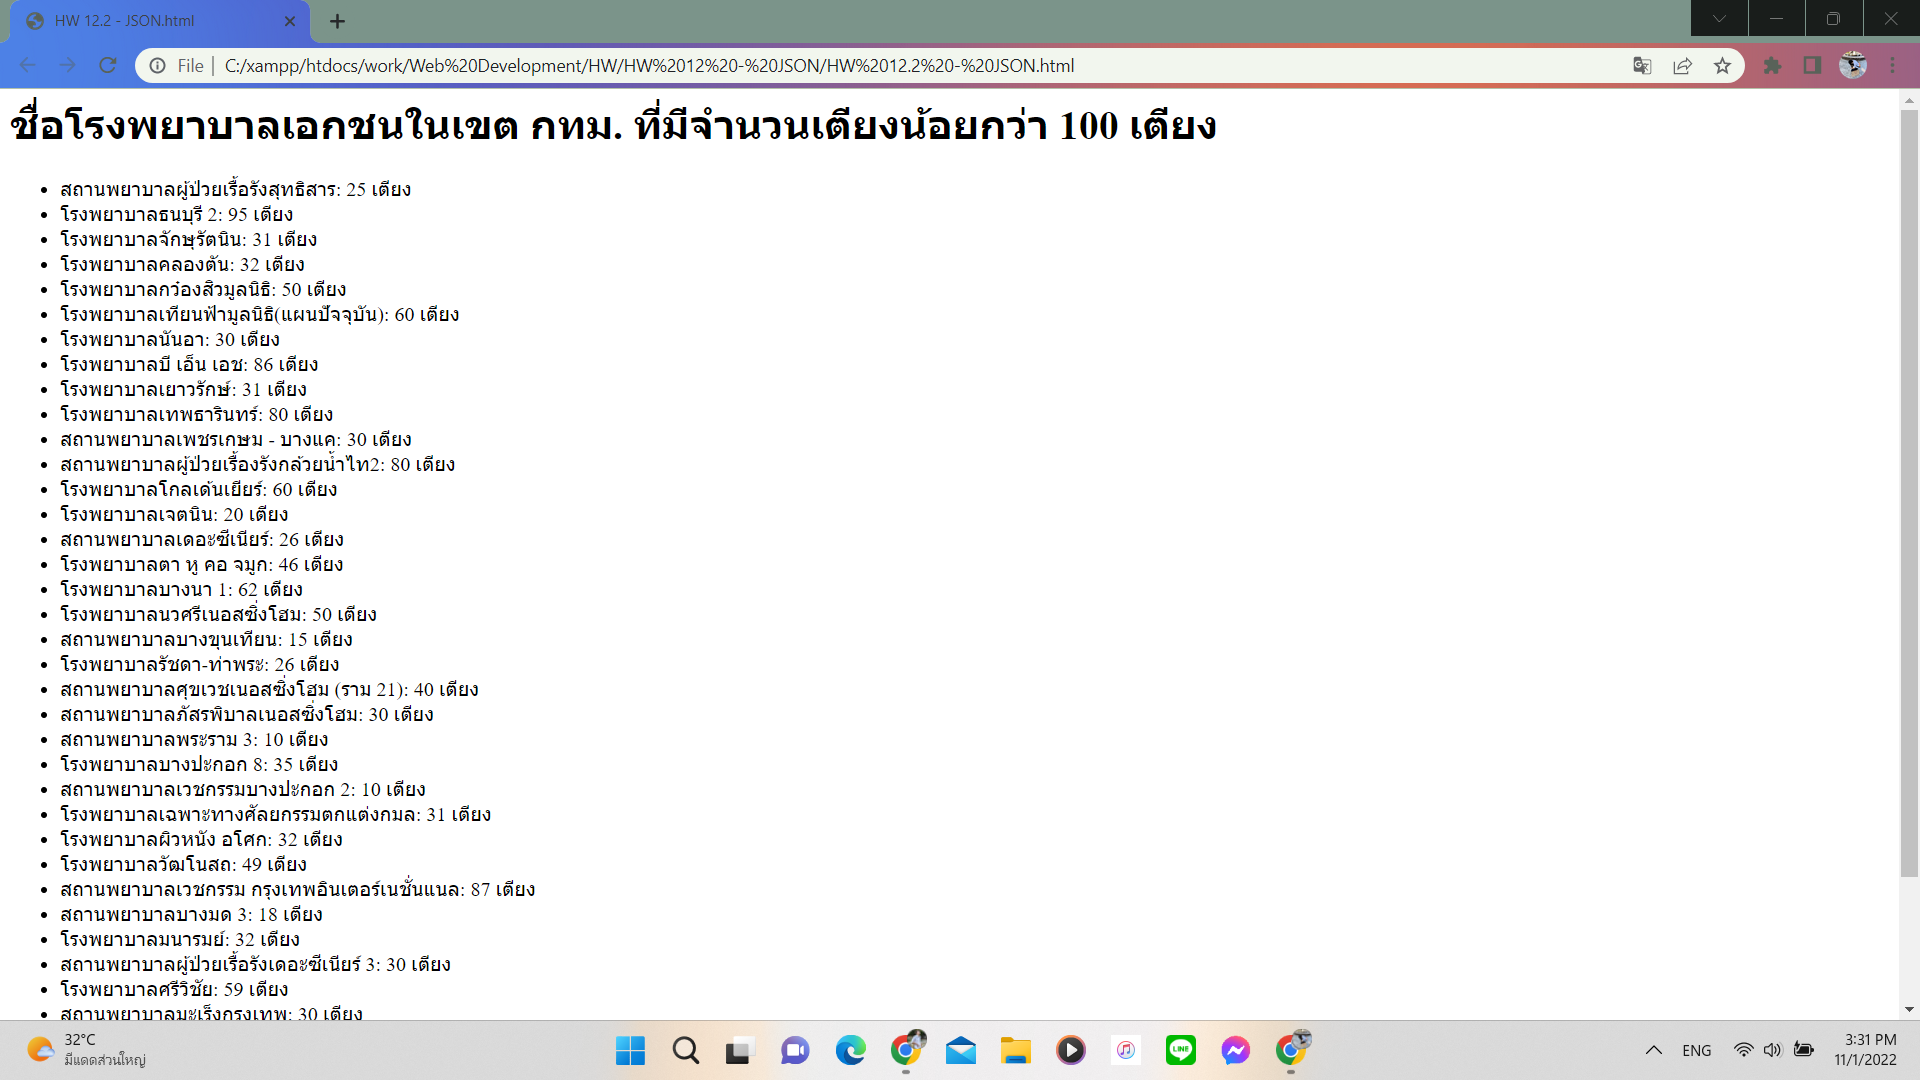 HW 12.2 - JSON.html
File | C:/xampp/htdocs/work/Web%20Development/HW/HW%2012%20-%20JSON/HW%2012.2%20-%20JSON.html
ชื่อโรงพยาบาลเอกชนในเขต กทม. ที่มีจำนวนเตียงน้อยกว่า 100 เตียง
สถานพยาบาลผู้ป่วยเรื้อรังสุทธิสาร: 25 เตียง
โรงพยาบาลธนบุรี 2: 95 เตียง
โรงพยาบาลจักษุรัตนิน: 31 เตียง
โรงพยาบาลคลองตัน: 32 เตียง
โรงพยาบาลกว๋องสิวมูลนิธิ: 50 เตียง
โรงพยาบาลเทียนฟ้ามูลนิธิ(แผนปัจจุบัน): 60 เตียง
โรงพยาบาลนันอา: 30 เตียง
โรงพยาบาลบี เอ็น เอช: 86 เตียง
โรงพยาบาลเยาวรักษ์: 31 เตียง
โรงพยาบาลเทพธารินทร์: 80 เตียง
สถานพยาบาลเพชรเกษม - บางแค: 30 เตียง
สถานพยาบาลผู้ป่วยเรื้องรังกล้วยน้ำไท2: 80 เตียง
โรงพยาบาลโกลเด้นเยียร์: 60 เตียง
โรงพยาบาลเจตนิน: 20 เตียง
สถานพยาบาลเดอะซีเนียร์: 26 เตียง
โรงพยาบาลตา หู คอ จมูก: 46 เตียง
โรงพยาบาลบางนา 1: 62 เตียง
โรงพยาบาลนวศรีเนอสซิ่งโฮม: 50 เตียง
สถานพยาบาลบางขุนเทียน: 15 เตียง
โรงพยาบาลรัชดา-ท่าพระ: 26 เตียง
สถานพยาบาลศุขเวชเนอสซิ่งโฮม (ราม 21): 40 เตียง
สถานพยาบาลภัสรพิบาลเนอสซิ่งโฮม: 30 เตียง
สถานพยาบาลพระราม 3: 10 เตียง
โรงพยาบาลบางปะกอก 8: 35 เตียง
สถานพยาบาลเวชกรรมบางปะกอก 2: 10 เตียง
โรงพยาบาลเฉพาะทางศัลยกรรมตกแต่งกมล: 31 เตียง
โรงพยาบาลผิวหนัง อโศก: 32 เตียง
โรงพยาบาลวัฒโนสถ: 49 เตียง
สถานพยาบาลเวชกรรม กรุงเทพอินเตอร์เนชั่นแนล: 87 เตียง
สถานพยาบาลบางมด 3: 18 เตียง
โรงพยาบาลมนารมย์: 32 เตียง
สถานพยาบาลผู้ป่วยเรื้อรังเดอะซีเนียร์ 3: 30 เตียง
โรงพยาบาลศรีวิชัย: 59 เตียง
สถานพยาบาลมะเร็งกรุงเทพ: 30 เตียง
32°C
มีแดดส่วนใหญ่
LINE
ENG
3:31 PM
11/1/2022